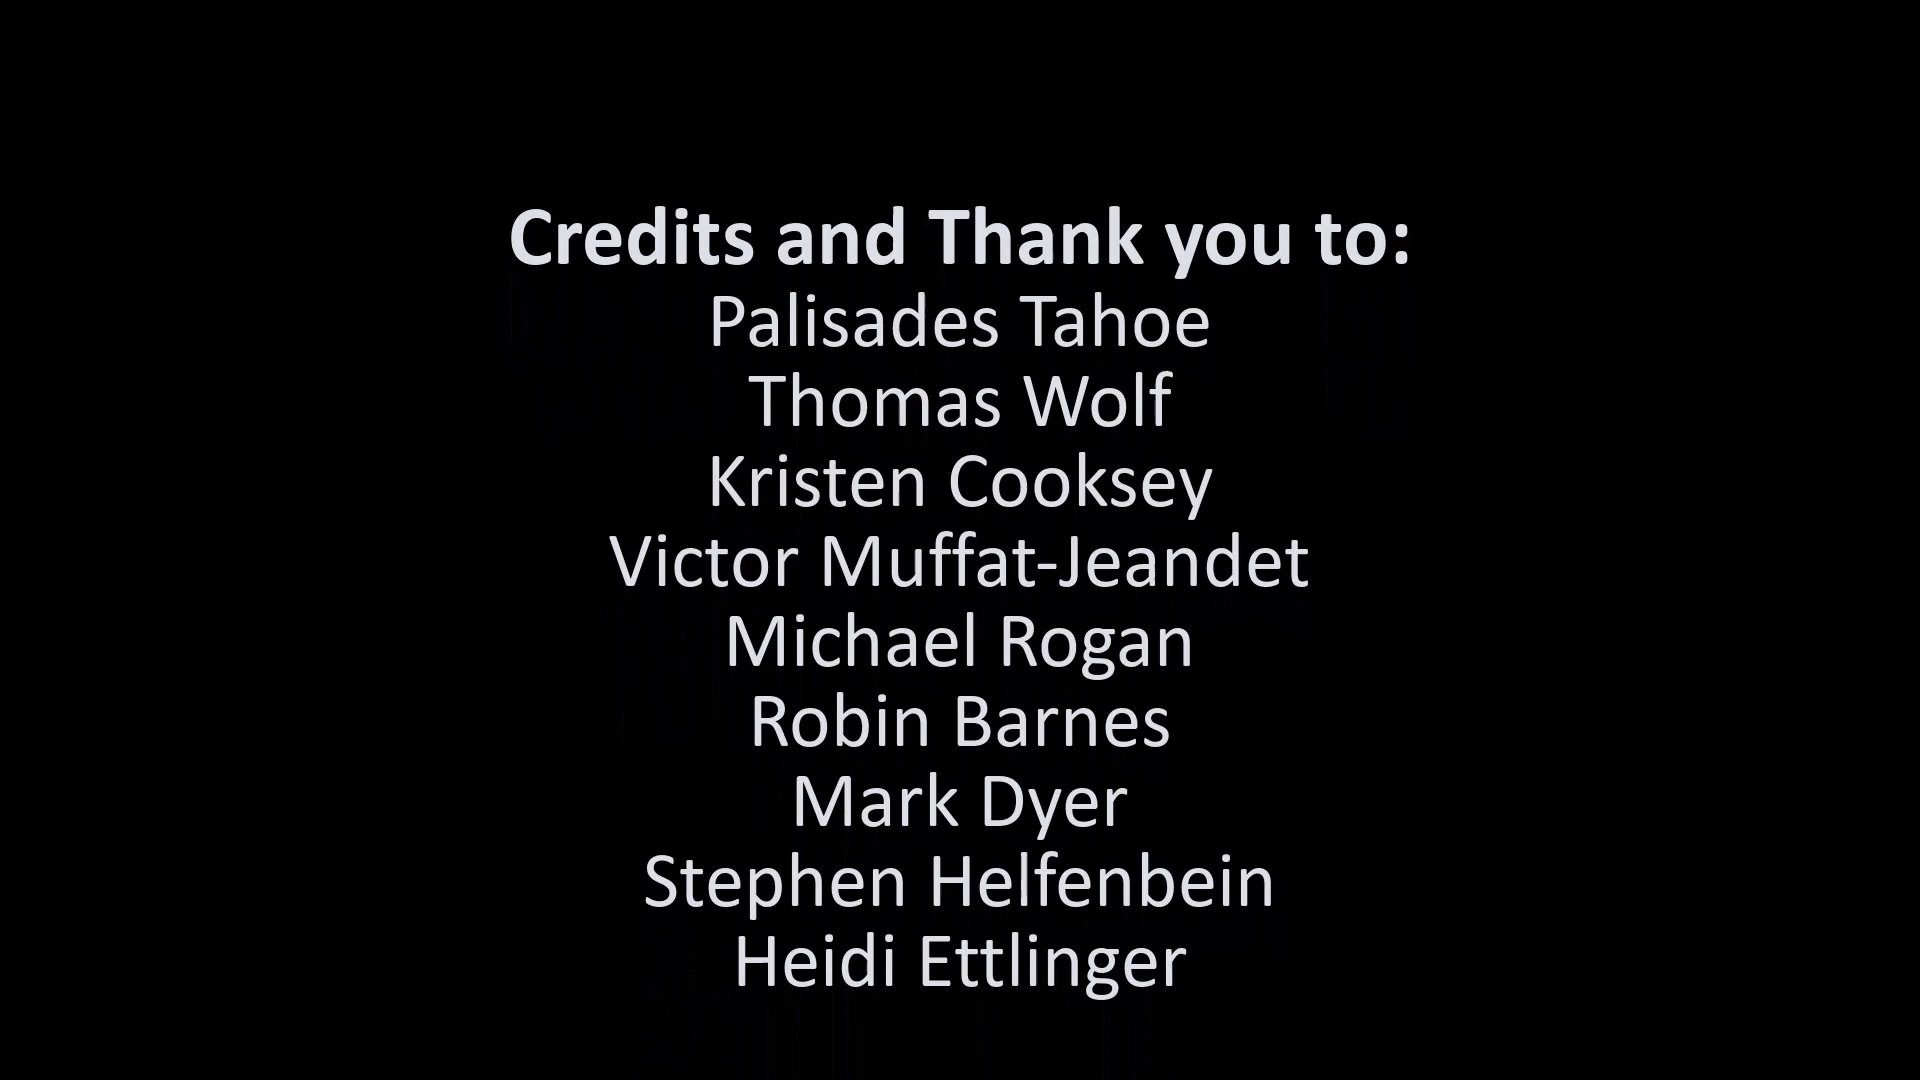 Credits and Thank you to:
Palisades Tahoe
Thomas Wolf
Kristen Cooksey
Victor Muffat-Jeandet
Michael Rogan
Robin Barnes
Mark Dyer
Stephen Helfenbein
Heidi Ettlinger